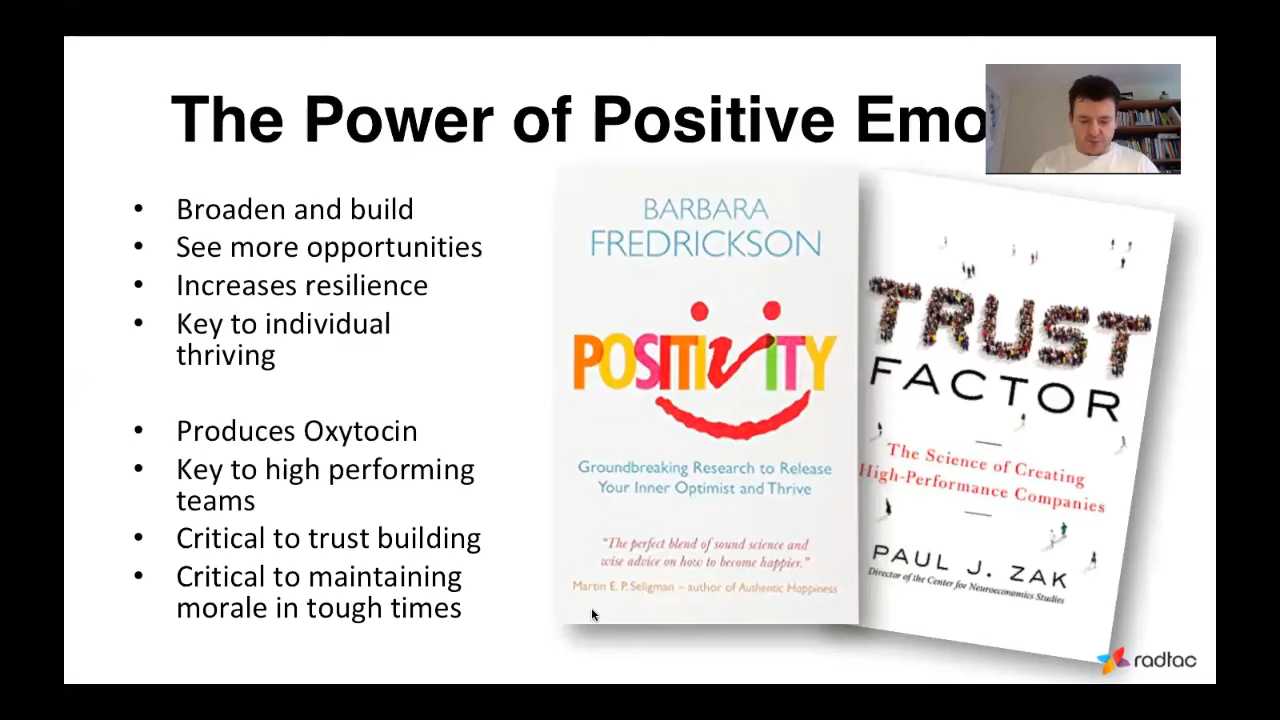 The Power of Positive Emo
• Broaden and build
• See more opportunities
• Increases resilience
• Key to individual
thriving
• Produces Oxytocin
• Key to high performing
teams
• Critical to trust building
• Critical to maintaining
morale in tough times
BARBARA
FREDRICKSON
POSITIVITY
Groundbreaking Research to Release
Your Inner Optimist and Thrive
"The perfect blend of sound science and
wise advice on how to become happier."
Martin E. P. Seligman – author of Authentic Happiness
TRUST
FACTOR
The Science of Creating
High-Performance Companies
PAUL J. ZAK
Director of the Center for Neuroeconomics Studies
radtac